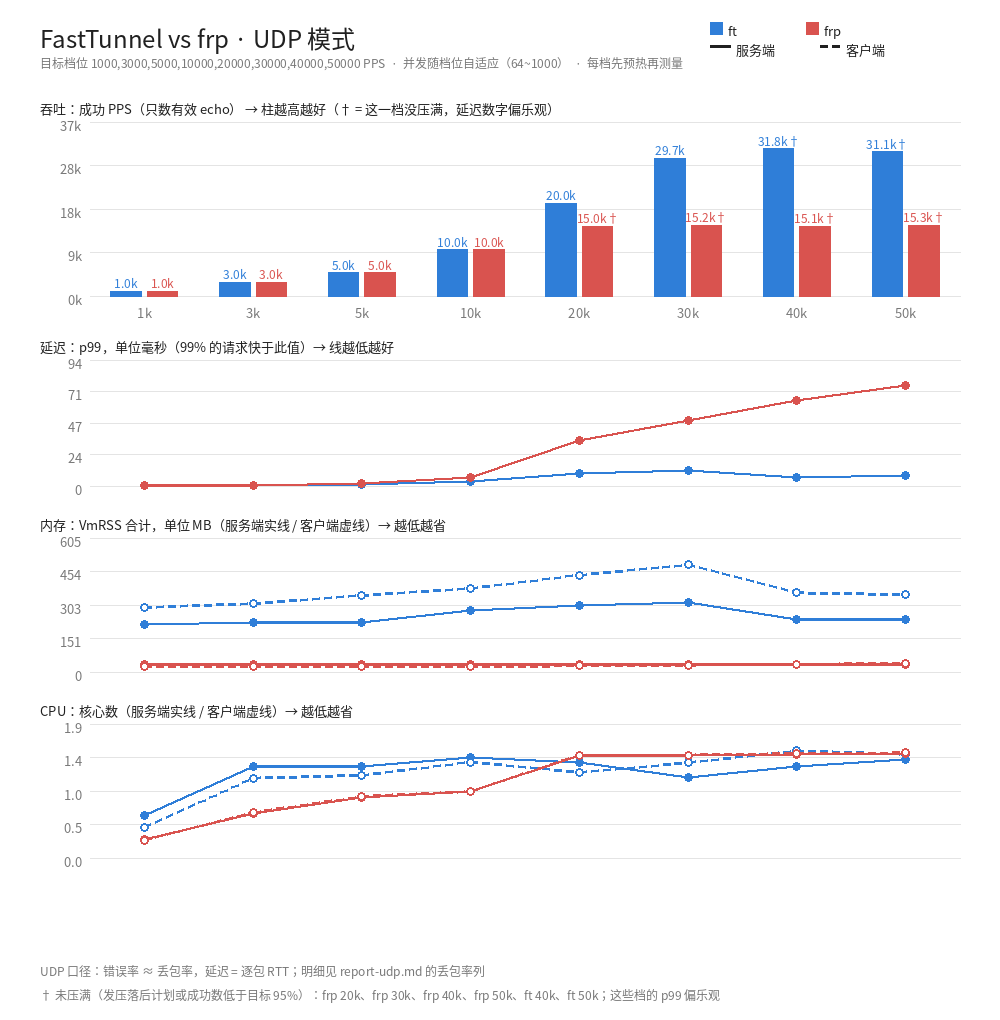 FastTunnel vs frp · UDP 模式
ft frp
服务端 客户端
目标档位 1000,3000,5000,10000,20000,30000,40000,50000 PPS · 并发随档位自适应（64~1000） · 每档先预热再测量
吞吐：成功 PPS（只数有效 echo）→ 柱越高越好（† = 这一档没压满，延迟数字偏乐观）
37k
28k
18k
9k
0k
1.0k 1.0k 3.0k 3.0k 5.0k 5.0k 10.0k 10.0k 20.0k 15.0k † 29.7k 15.2k † 31.8k † 15.1k † 31.1k † 15.3k †
1k 3k 5k 10k 20k 30k 40k 50k
延迟：p99，单位毫秒（99% 的请求快于此值）→ 线越低越好
94
71
47
24
0
内存：VmRSS 合计，单位 MB（服务端实线 / 客户端虚线）→ 越低越省
605
454
303
151
0
CPU：核心数（服务端实线 / 客户端虚线）→ 越低越省
1.9
1.4
1.0
0.5
0.0
UDP 口径：错误率 ≈ 丢包率，延迟 = 逐包 RTT；明细见 report-udp.md 的丢包率列
† 未压满（发压落后计划或成功数低于目标 95%）：frp 20k、frp 30k、frp 40k、frp 50k、ft 40k、ft 50k；这些档的 p99 偏乐观